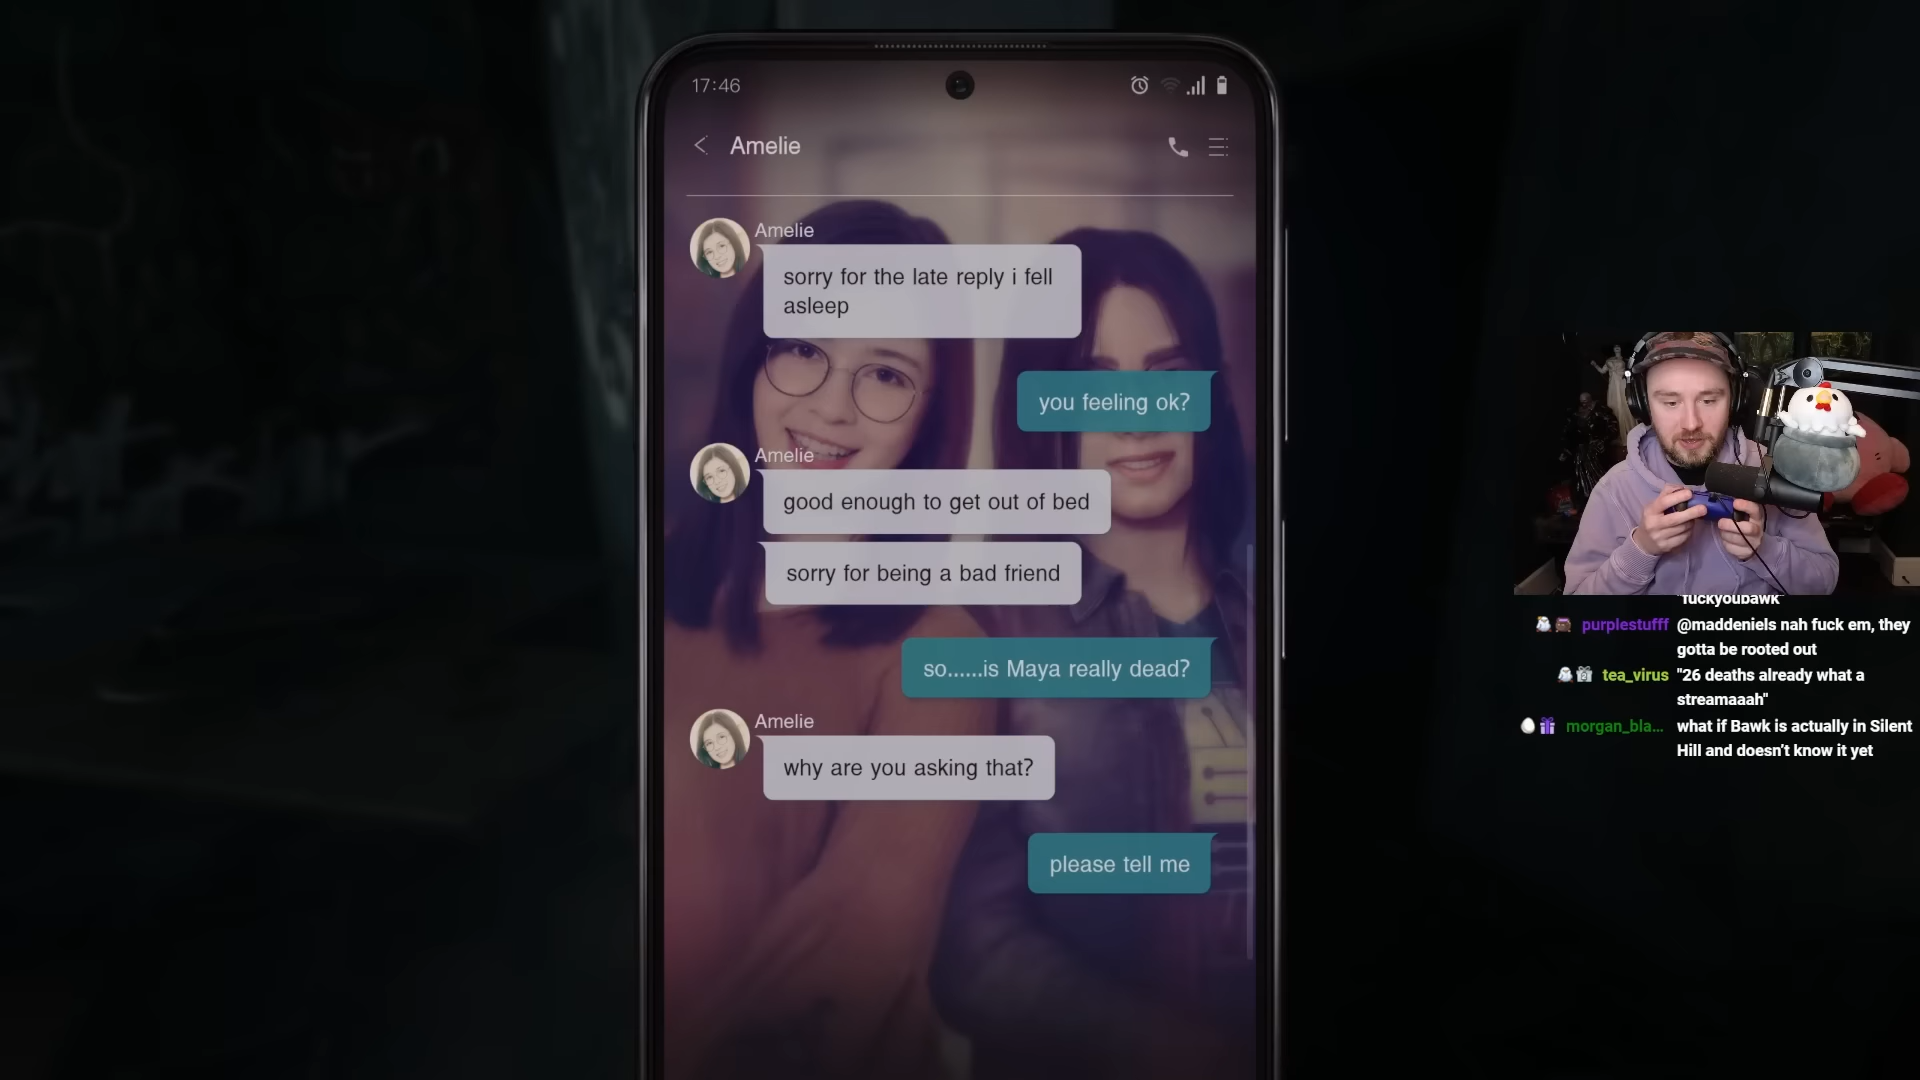 17:46
Amelie
Amelie
sorry for the late reply i fell
asleep
you feeling ok?
Amelie
good enough to get out of bed
sorry for being a bad friend
so......is Maya really dead?
Amelie
why are you asking that?
please tell me
"fuckyoubawk"
purplestufff @maddeniels nah fuck em, they
gotta be rooted out
tea_virus "26 deaths already what a
streamaaah"
morgan_bla... what if Bawk is actually in Silent
Hill and doesn't know it yet